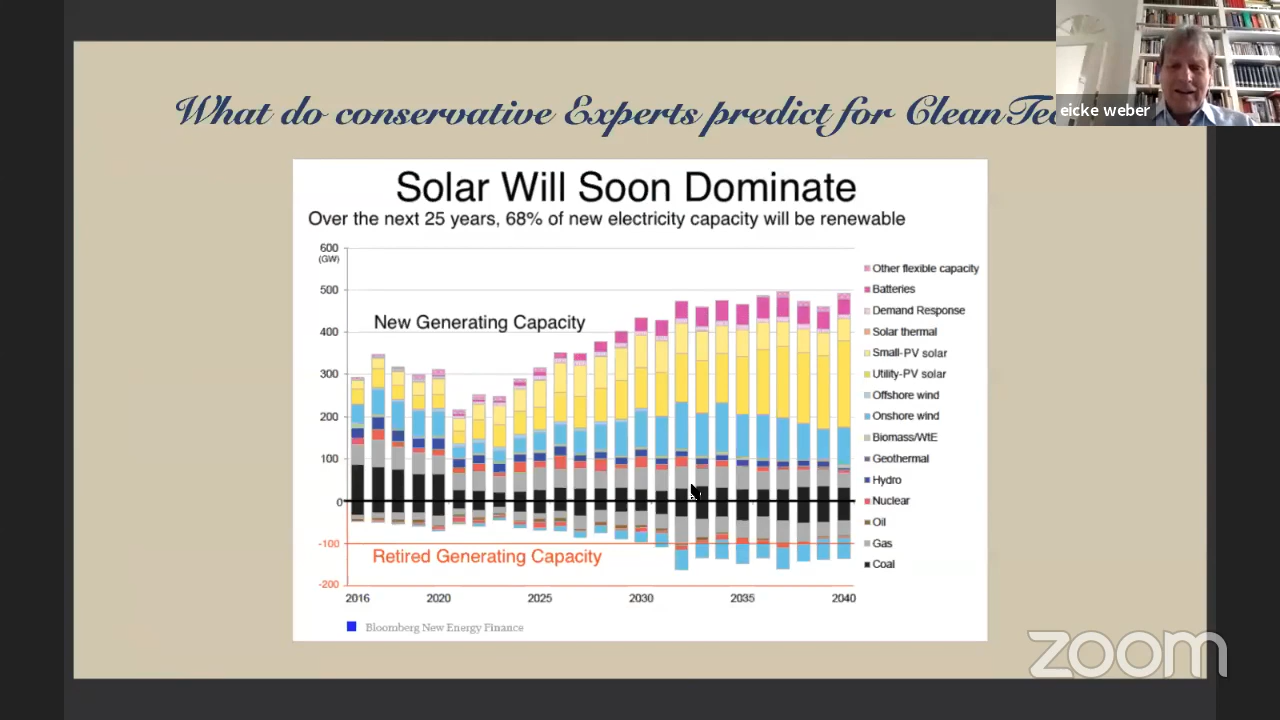 What do conservative Experts predict for CleanTec
eicke weber
Solar Will Soon Dominate
Over the next 25 years, 68% of new electricity capacity will be renewable
600
(GW)
500
400
300
200
100
0
-100
-200
New Generating Capacity
Retired Generating Capacity
2016
2020
2025
2030
2035
2040
Other flexible capacity
Batteries
Demand Response
Solar thermal
Small-PV solar
Utility-PV solar
Offshore wind
Onshore wind
Biomass/WtE
Geothermal
Hydro
Nuclear
Oil
Gas
Coal
Bloomberg New Energy Finance
zoom